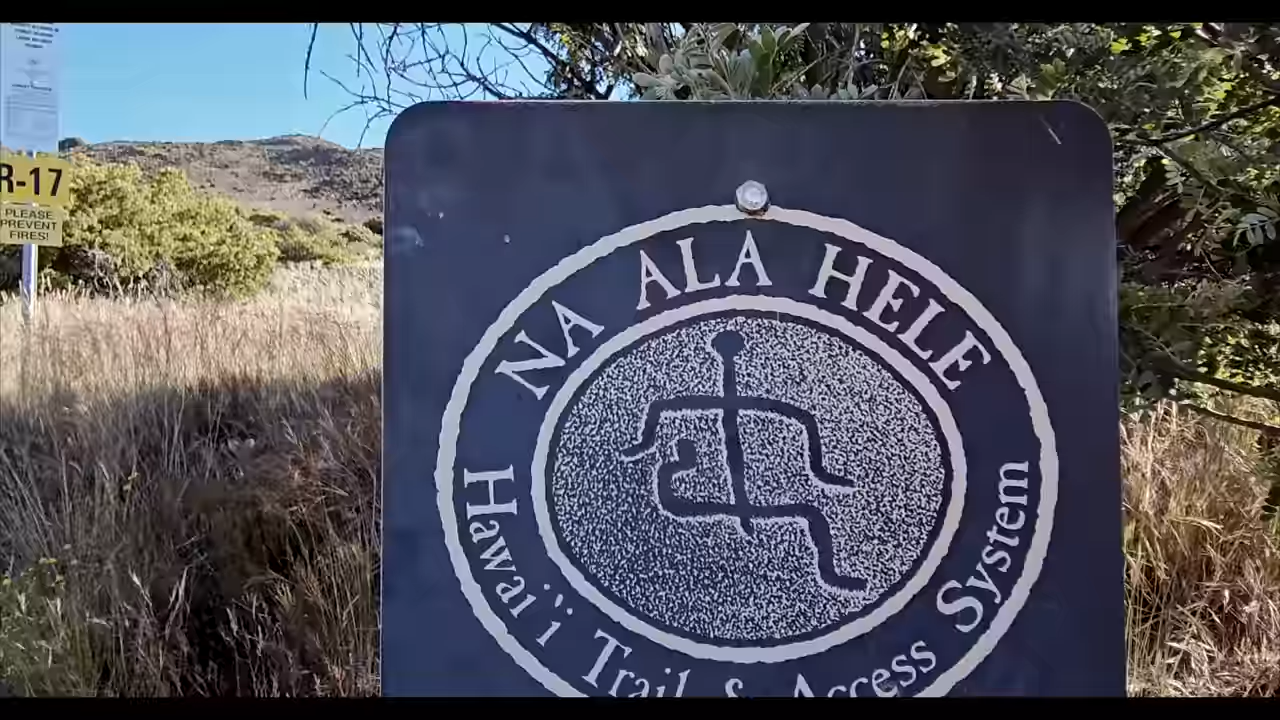 R-17
PLEASE
PREVENT
FIRES!
NA ALA HELE
Hawai'i Trail & Access System